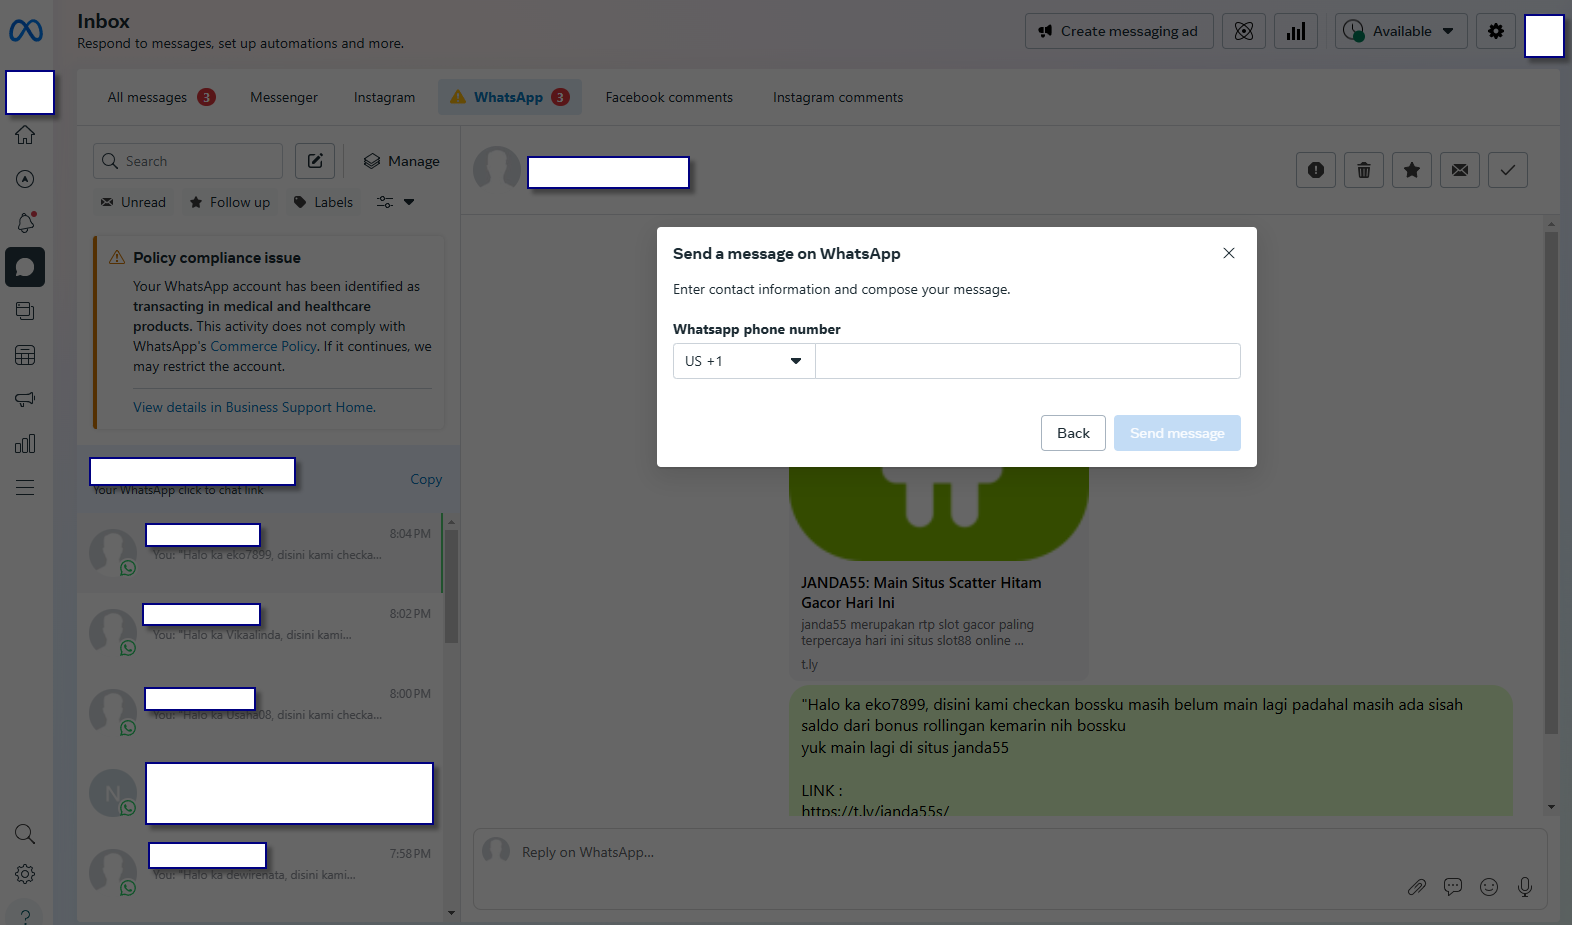 Inbox
Respond to messages, set up automations and more.
Create messaging ad
Available
All messages 3
Messenger
Instagram
WhatsApp 3
Facebook comments
Instagram comments
Search
Manage
Unread
Follow up
Labels
Policy compliance issue
Your WhatsApp account has been identified as
transacting in medical and healthcare
products. This activity does not comply with
WhatsApp's Commerce Policy. If it continues, we
may restrict the account.
View details in Business Support Home.
Your WhatsApp click to chat link
Copy
8:04 PM
You: "Halo ka eko7899, disini kami checka...
8:02 PM
You: "Halo ka Vikaalinda, disini kami...
8:00 PM
You: "Halo ka Usaha08, disini kami checka...
N
7:58 PM
You: "Halo ka dewirenata, disini kami...
Send a message on WhatsApp
Enter contact information and compose your message.
Whatsapp phone number
US +1
Back
Send message
JANDA55: Main Situs Scatter Hitam
Gacor Hari Ini
janda55 merupakan rtp slot gacor paling
terpercaya hari ini situs slot88 online ...
t.ly
"Halo ka eko7899, disini kami checkan bossku masih belum main lagi padahal masih ada sisah
saldo dari bonus rollingan kemarin nih bossku
yuk main lagi di situs janda55
LINK :
https://t.ly/janda55s/
Reply on WhatsApp...